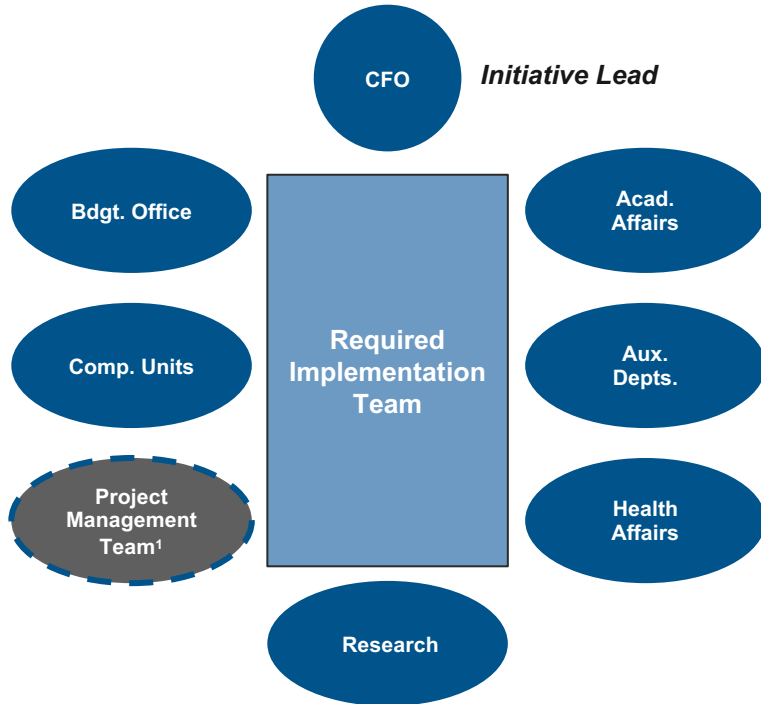 CFO
Initiative Lead
Bdgt. Office
Acad.
Affairs
Required
Implementation
Team
Comp. Units
Aux.
Depts.
Project
Management
Team¹
Health
Affairs
Research